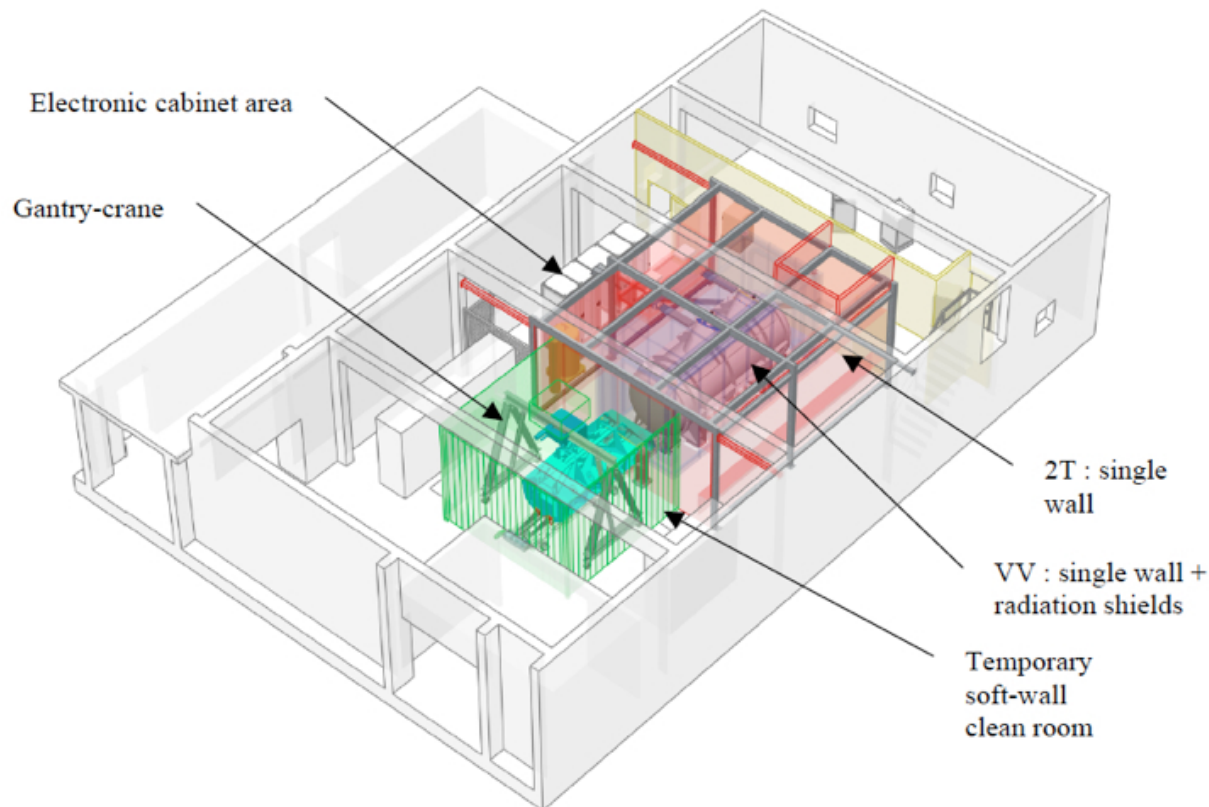 Electronic cabinet area
Gantry-crane
2T : single
wall
VV : single wall +
radiation shields
Temporary
soft-wall
clean room